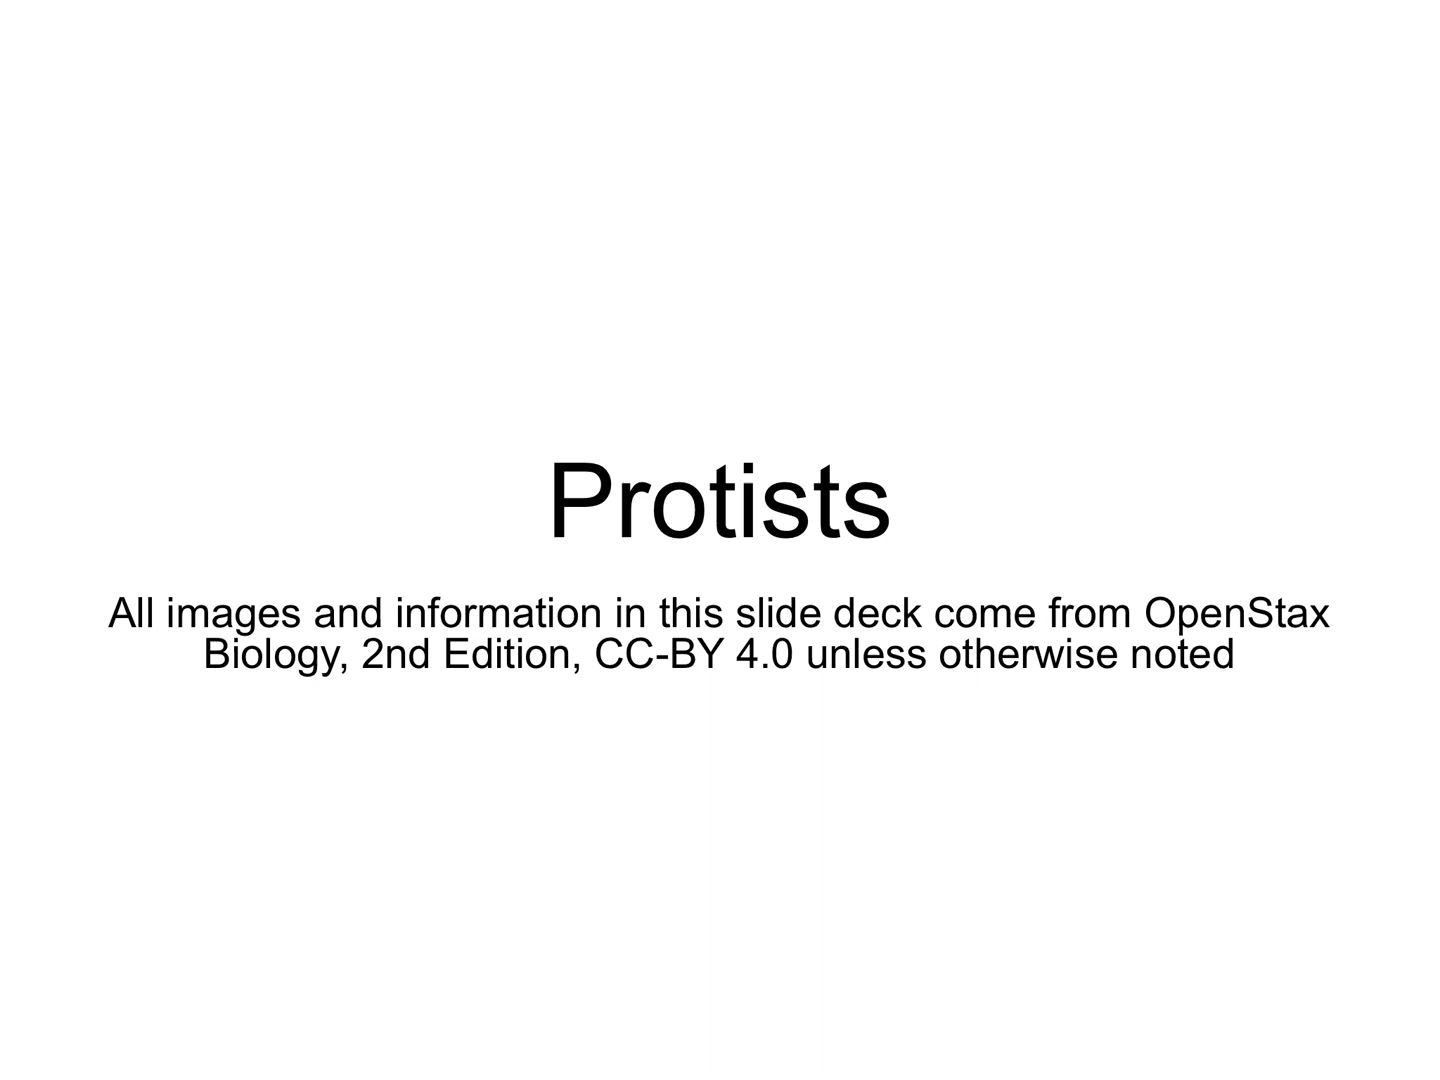 Protists
All images and information in this slide deck come from OpenStax
Biology, 2nd Edition, CC-BY 4.0 unless otherwise noted